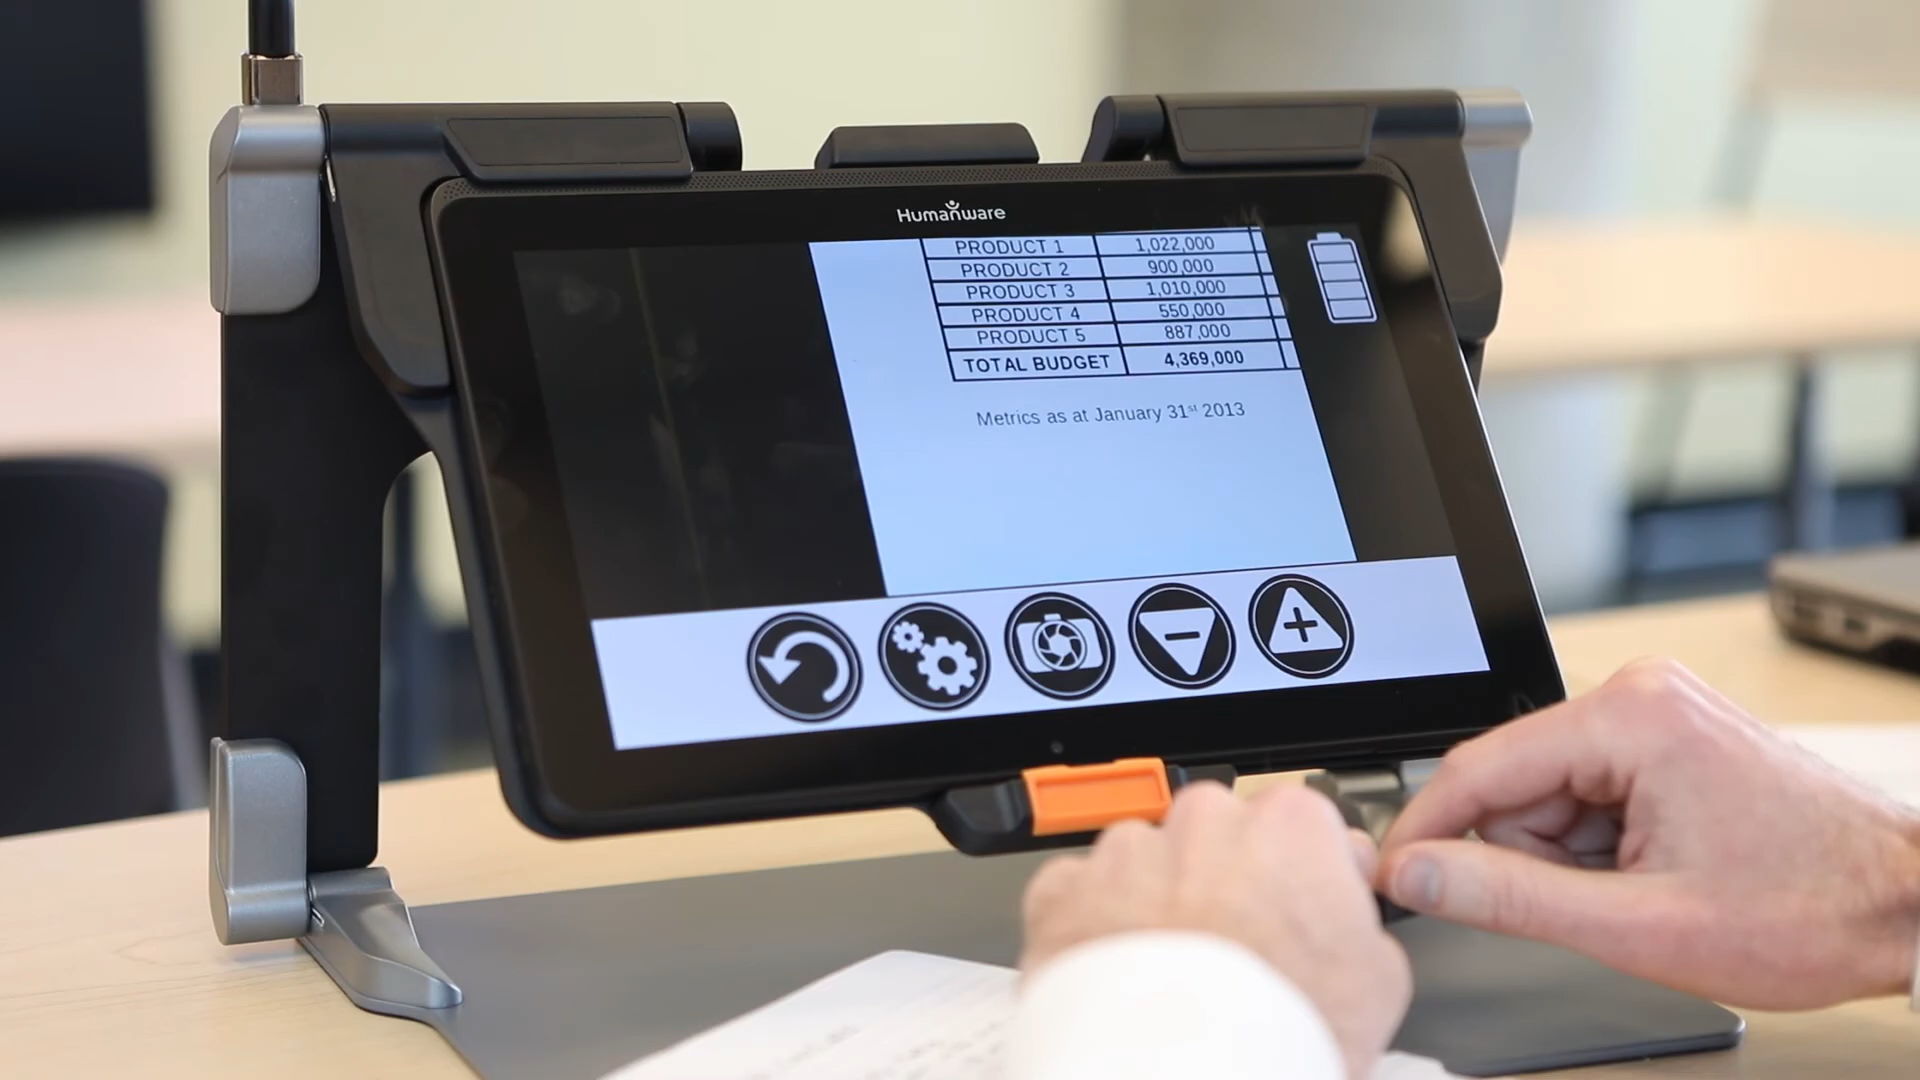 Humanware
PRODUCT 1 1,022,000
PRODUCT 2 900,000
PRODUCT 3 1,010,000
PRODUCT 4 550,000
PRODUCT 5 887,000
TOTAL BUDGET 4,369,000
Metrics as at January 31st 2013